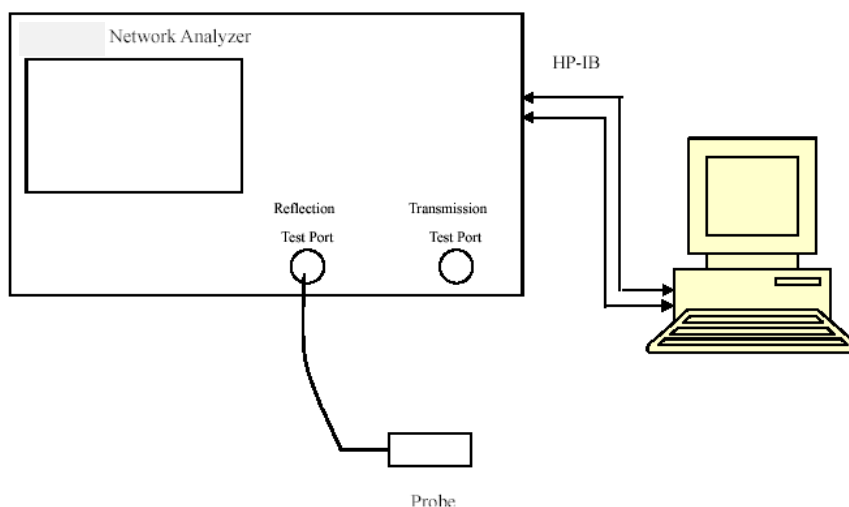 Network Analyzer
HP-IB
Reflection
Test Port
Transmission
Test Port
Probe